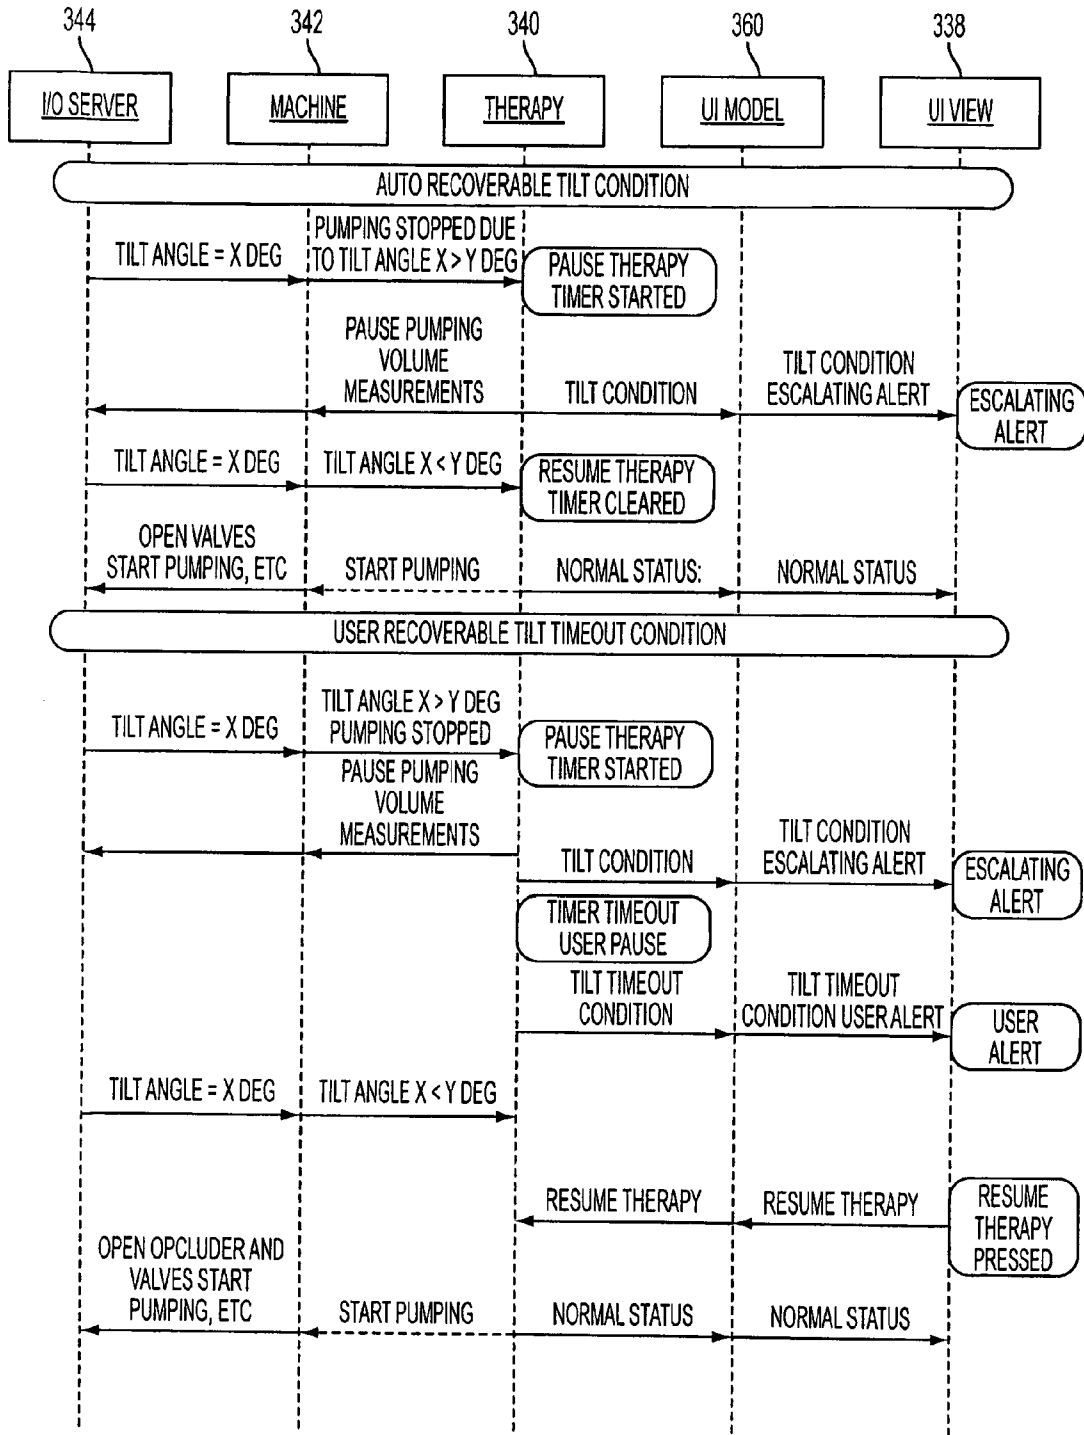 344
342
340
360
338
I/O SERVER
MACHINE
THERAPY
UI MODEL
UI VIEW
AUTO RECOVERABLE TILT CONDITION
TILT ANGLE = X DEG
PUMPING STOPPED DUE
TO TILT ANGLE X > Y DEG
PAUSE THERAPY
TIMER STARTED
PAUSE PUMPING
VOLUME
MEASUREMENTS
TILT CONDITION
TILT CONDITION
ESCALATING ALERT
ESCALATING
ALERT
TILT ANGLE = X DEG
TILT ANGLE X < Y DEG
RESUME THERAPY
TIMER CLEARED
OPEN VALVES
START PUMPING, ETC
START PUMPING
NORMAL STATUS:
NORMAL STATUS
USER RECOVERABLE TILT TIMEOUT CONDITION
TILT ANGLE = X DEG
TILT ANGLE X > Y DEG
PUMPING STOPPED
PAUSE THERAPY
TIMER STARTED
PAUSE PUMPING
VOLUME
MEASUREMENTS
TILT CONDITION
TILT CONDITION
ESCALATING ALERT
ESCALATING
ALERT
TIMER TIMEOUT
USER PAUSE
TILT TIMEOUT
CONDITION
TILT TIMEOUT
CONDITION USER ALERT
USER
ALERT
TILT ANGLE = X DEG
TILT ANGLE X < Y DEG
RESUME THERAPY
RESUME THERAPY
RESUME
THERAPY
PRESSED
OPEN OPCLUDER AND
VALVES START
PUMPING, ETC
START PUMPING
NORMAL STATUS
NORMAL STATUS